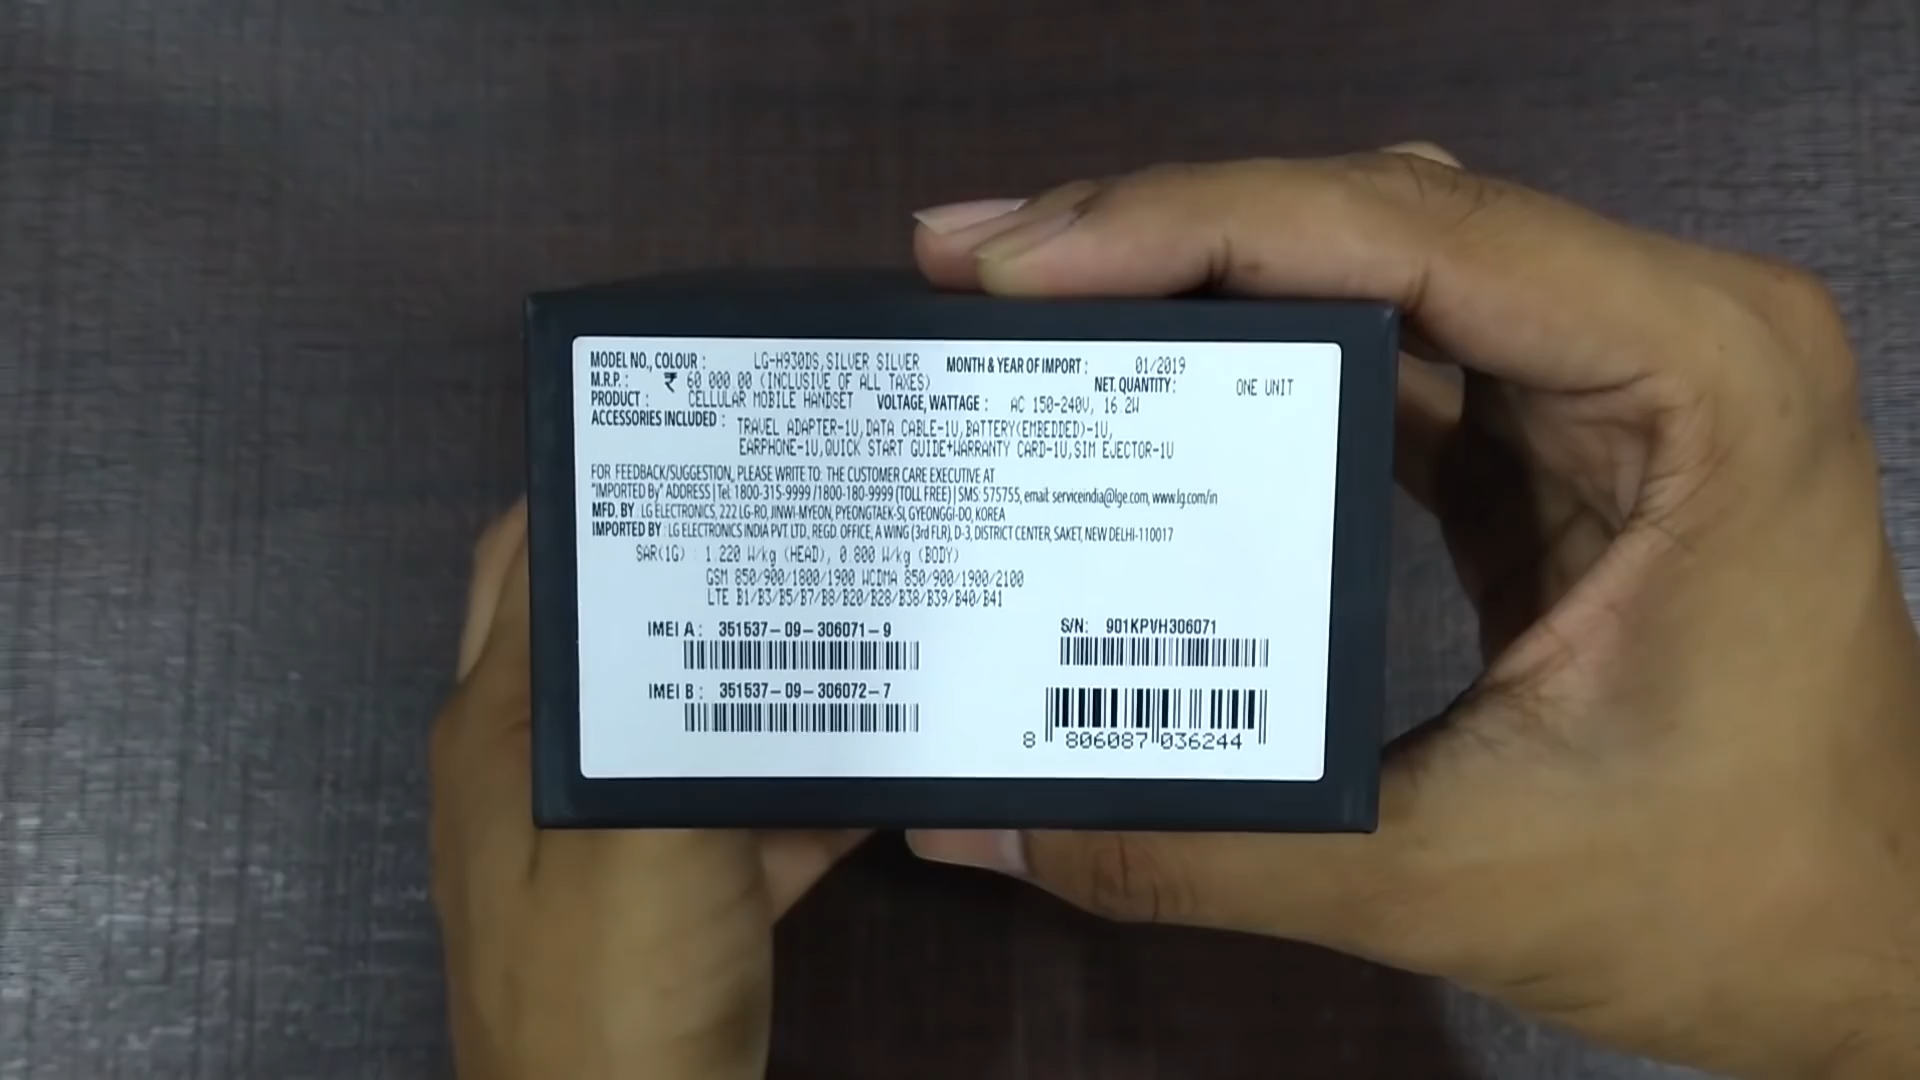 MODEL NO., COLOUR : LG-H930DS,SILVER SILVER MONTH & YEAR OF IMPORT : 01/2019
M.R.P. : ₹ 60 000.00 (INCLUSIVE OF ALL TAXES) NET. QUANTITY : ONE UNIT
PRODUCT : CELLULAR MOBILE HANDSET VOLTAGE, WATTAGE : AC 150-240V, 16.2W
ACCESSORIES INCLUDED : TRAVEL ADAPTER-1U,DATA CABLE-1U,BATTERY(EMBEDDED)-1U,
EARPHONE-1U,QUICK START GUIDE+WARRANTY CARD-1U,SIM EJECTOR-1U
FOR FEEDBACK/SUGGESTION, PLEASE WRITE TO: THE CUSTOMER CARE EXECUTIVE AT
"IMPORTED By" ADDRESS | Tel: 1800-315-9999 /1800-180-9999 (TOLL FREE) | SMS: 575755, email: serviceindia@lge.com, www.lg.com/in
MFD. BY : LG ELECTRONICS, 222 LG-RO, JINWI-MYEON, PYEONGTAEK-SI, GYEONGGI-DO, KOREA
IMPORTED BY : LG ELECTRONICS INDIA PVT. LTD., REGD. OFFICE, A WING (3rd FLR), D-3, DISTRICT CENTER, SAKET, NEW DELHI-110017
SAR(1G) : 1.220 W/kg (HEAD), 0.800 W/kg (BODY)
GSM 850/900/1800/1900 WCDMA 850/900/1900/2100
LTE B1/B3/B5/B7/B8/B20/B28/B38/B39/B40/B41
IMEI A : 351537-09-306071-9
S/N: 901KPVH306071
IMEI B : 351537-09-306072-7
8 806087 036244